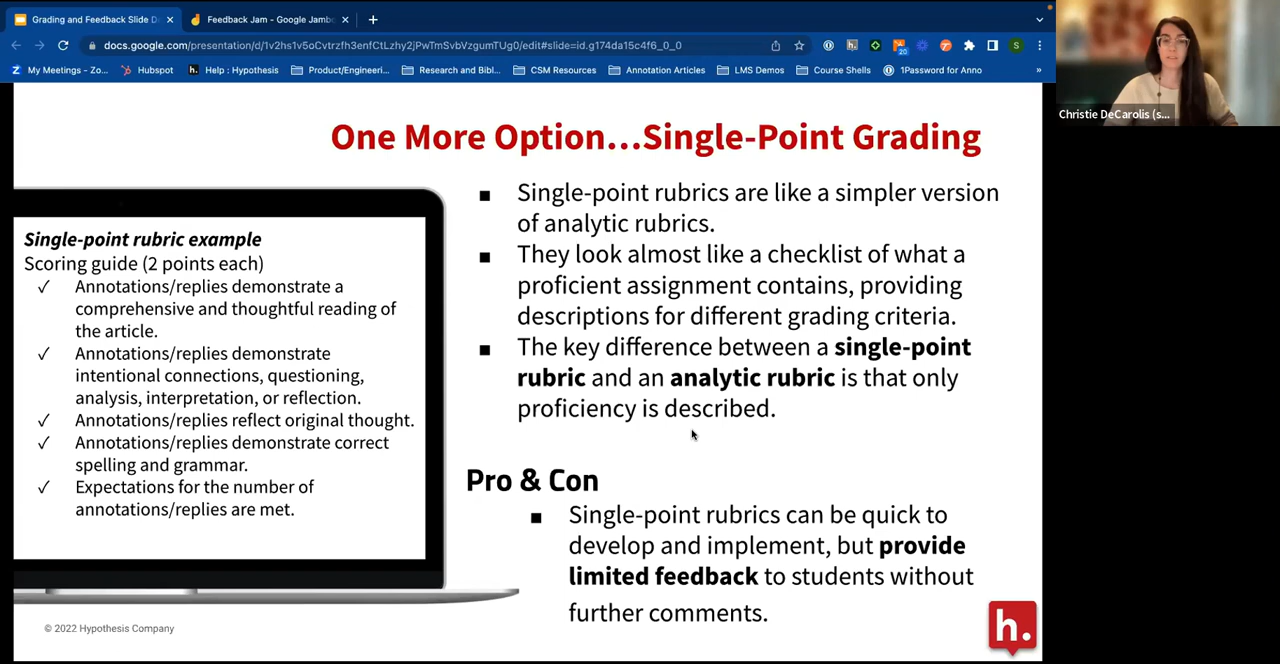 Grading and Feedback Slide D
Feedback Jam - Google Jambo
docs.google.com/presentation/d/1v2hs1v5oCvtrzfh3enfCtLzhy2jPwTmSvbVzgumTUg0/edit#slide=id.g174da15c4f6_0_0
20
S
My Meetings - Zo...
Hubspot
h. Help : Hypothesis
Product/Engineeri...
Research and Bibl...
CSM Resources
Annotation Articles
LMS Demos
Course Shells
1Password for Anno
»
Christie DeCarolis (s...
One More Option...Single-Point Grading
Single-point rubric example
Scoring guide (2 points each)
✓ Annotations/replies demonstrate a
comprehensive and thoughtful reading of
the article.
✓ Annotations/replies demonstrate
intentional connections, questioning,
analysis, interpretation, or reflection.
✓ Annotations/replies reflect original thought.
✓ Annotations/replies demonstrate correct
spelling and grammar.
✓ Expectations for the number of
annotations/replies are met.
■ Single-point rubrics are like a simpler version
of analytic rubrics.
■ They look almost like a checklist of what a
proficient assignment contains, providing
descriptions for different grading criteria.
■ The key difference between a single-point
rubric and an analytic rubric is that only
proficiency is described.
Pro & Con
■ Single-point rubrics can be quick to
develop and implement, but provide
limited feedback to students without
further comments.
© 2022 Hypothesis Company
h.